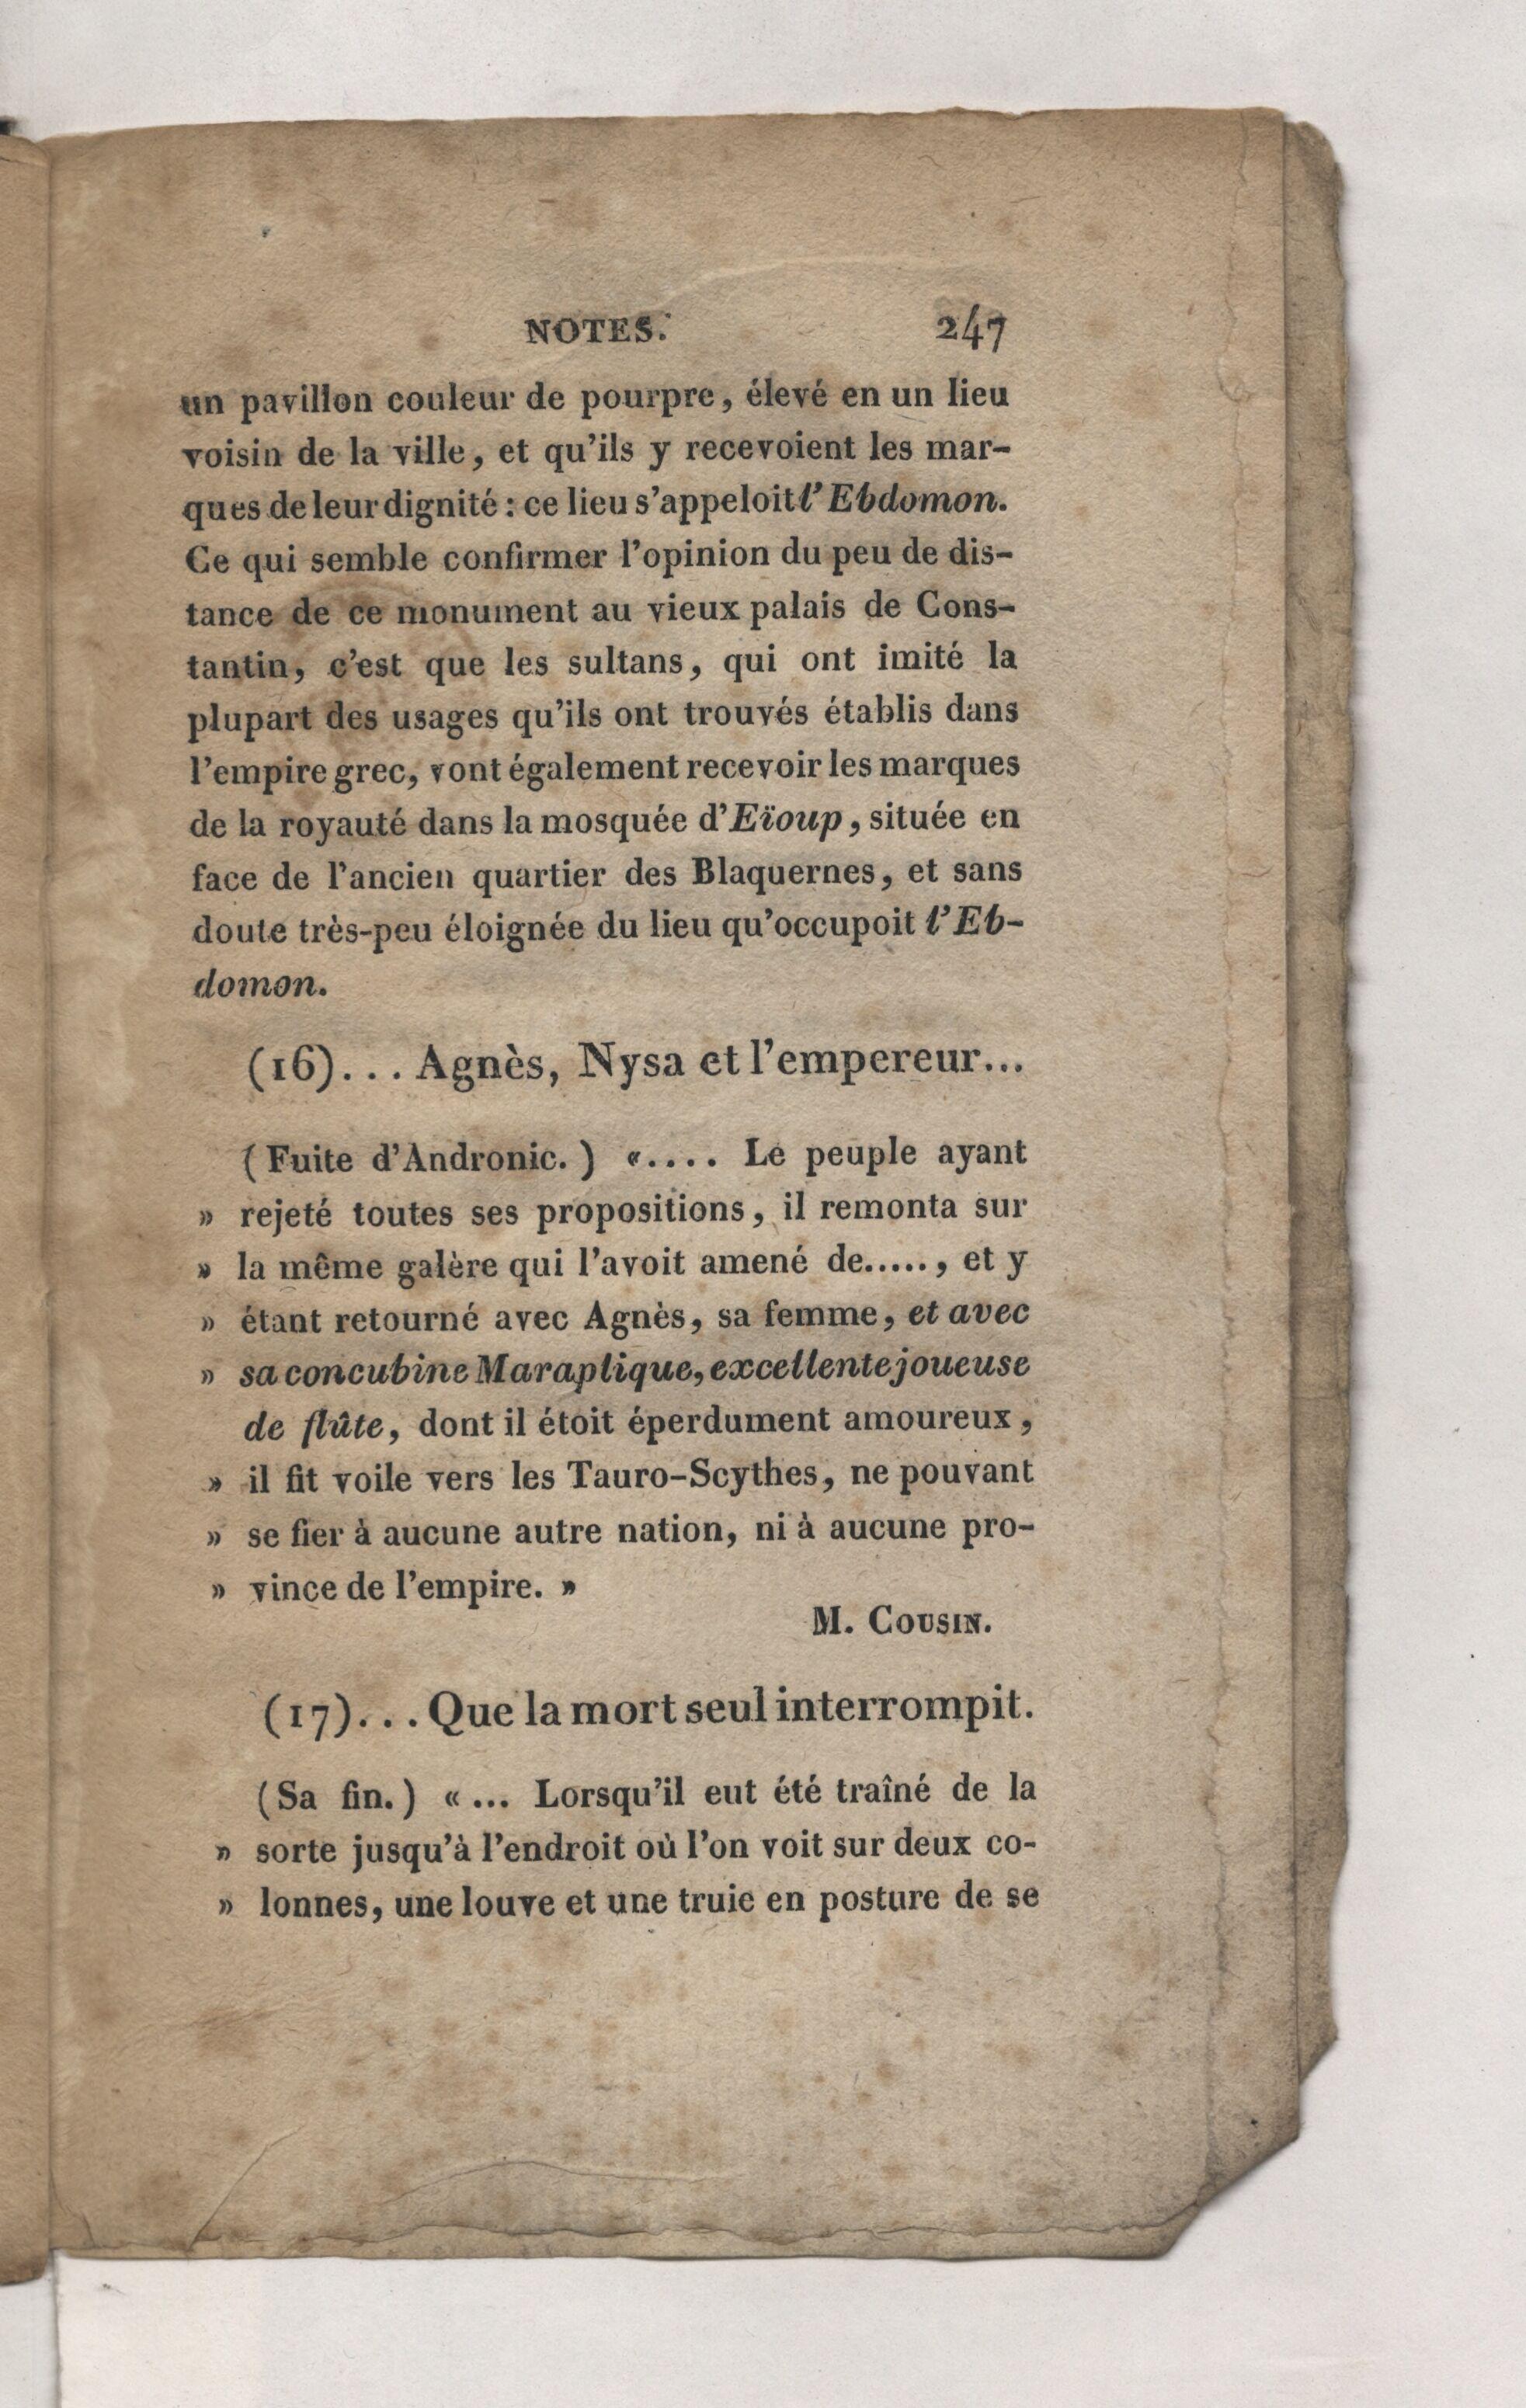 NOTES. 247
un pavillon couleur de pourpre, élevé en un lieu
voisin de la ville, et qu'ils y recevoient les mar-
ques de leur dignité : ce lieu s'appeloit l'Ebdomon.
Ce qui semble confirmer l'opinion du peu de dis-
tance de ce monument au vieux palais de Cons-
tantin, c'est que les sultans, qui ont imité la
plupart des usages qu'ils ont trouvés établis dans
l'empire grec, vont également recevoir les marques
de la royauté dans la mosquée d'Eïoup, située en
face de l'ancien quartier des Blaquernes, et sans
doute très-peu éloignée du lieu qu'occupoit l'Eb-
domon.
(16)... Agnès, Nysa et l'empereur...
(Fuite d'Andronic.) «.... Le peuple ayant
» rejeté toutes ses propositions, il remonta sur
» la même galère qui l'avoit amené de....., et y
» étant retourné avec Agnès, sa femme, et avec
» sa concubine Maraptique, excellente joueuse
de flûte, dont il étoit éperdument amoureux,
» il fit voile vers les Tauro-Scythes, ne pouvant
» se fier à aucune autre nation, ni à aucune pro-
» vince de l'empire. »
M. Cousin.
(17)... Que la mort seul interrompit.
(Sa fin.) «... Lorsqu'il eut été traîné de la
» sorte jusqu'à l'endroit où l'on voit sur deux co-
» lonnes, une louve et une truie en posture de se